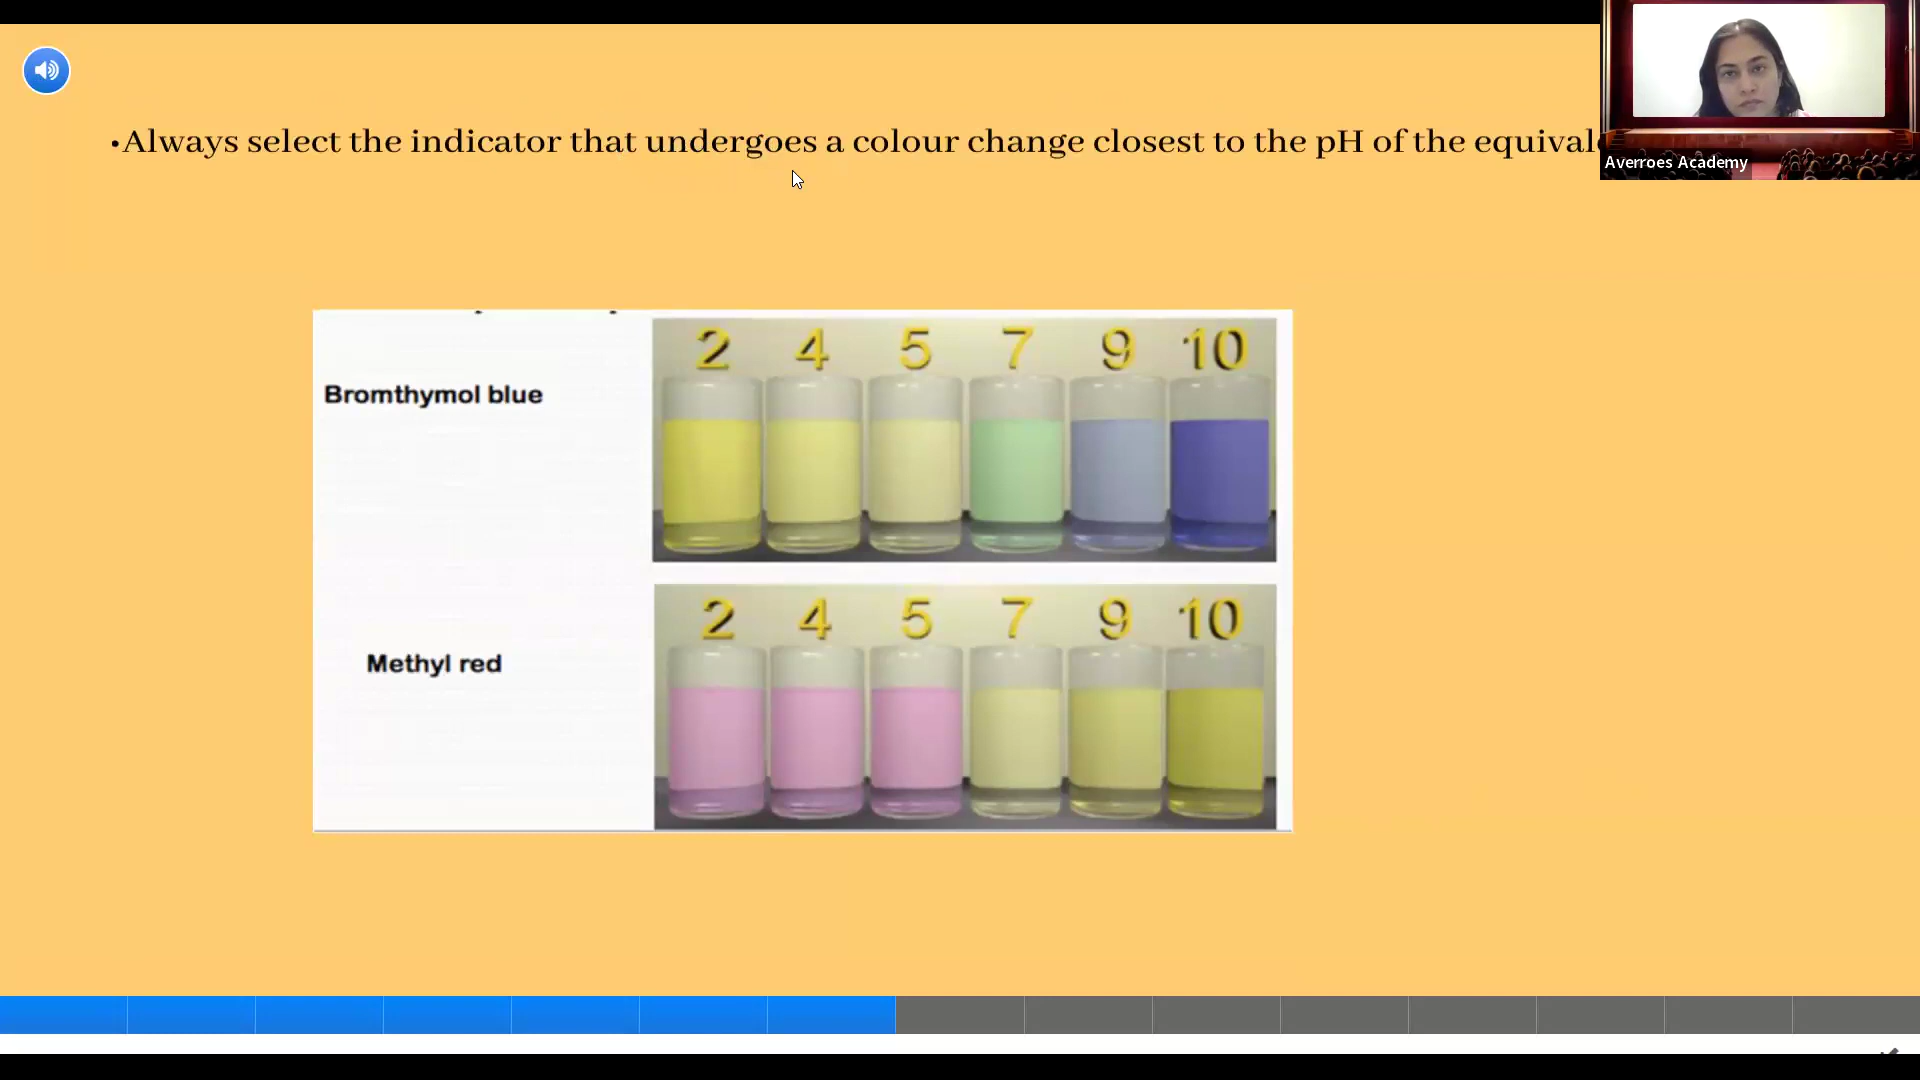 •Always select the indicator that undergoes a colour change closest to the pH of the
Averroes Academy
2 4 5 7 9 10
Bromthymol blue
2 4 5 7 9 10
Methyl red